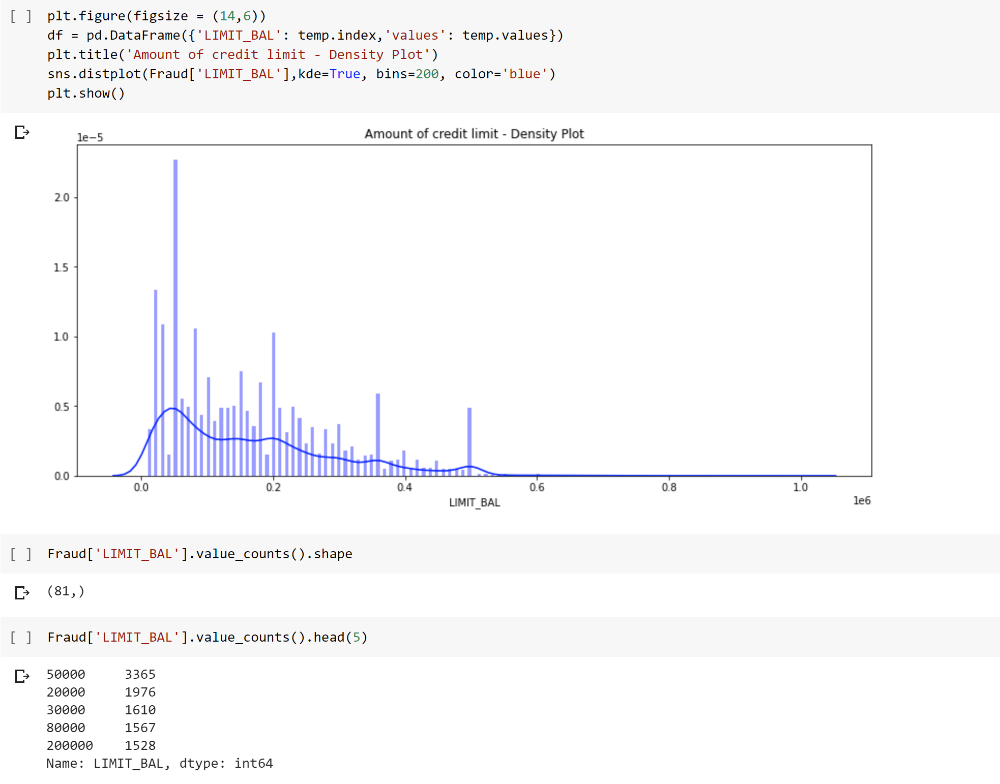 [ ] plt.figure(figsize = (14,6))
df = pd.DataFrame({'LIMIT_BAL': temp.index,'values': temp.values})
plt.title('Amount of credit limit - Density Plot')
sns.distplot(Fraud['LIMIT_BAL'],kde=True, bins=200, color='blue')
plt.show()
Amount of credit limit - Density Plot
1e−5
2.0
1.5
1.0
0.5
0.0
0.0 0.2 0.4 0.6 0.8 1.0
LIMIT_BAL 1e6
[ ] Fraud['LIMIT_BAL'].value_counts().shape
(81,)
[ ] Fraud['LIMIT_BAL'].value_counts().head(5)
50000 3365
20000 1976
30000 1610
80000 1567
200000 1528
Name: LIMIT_BAL, dtype: int64